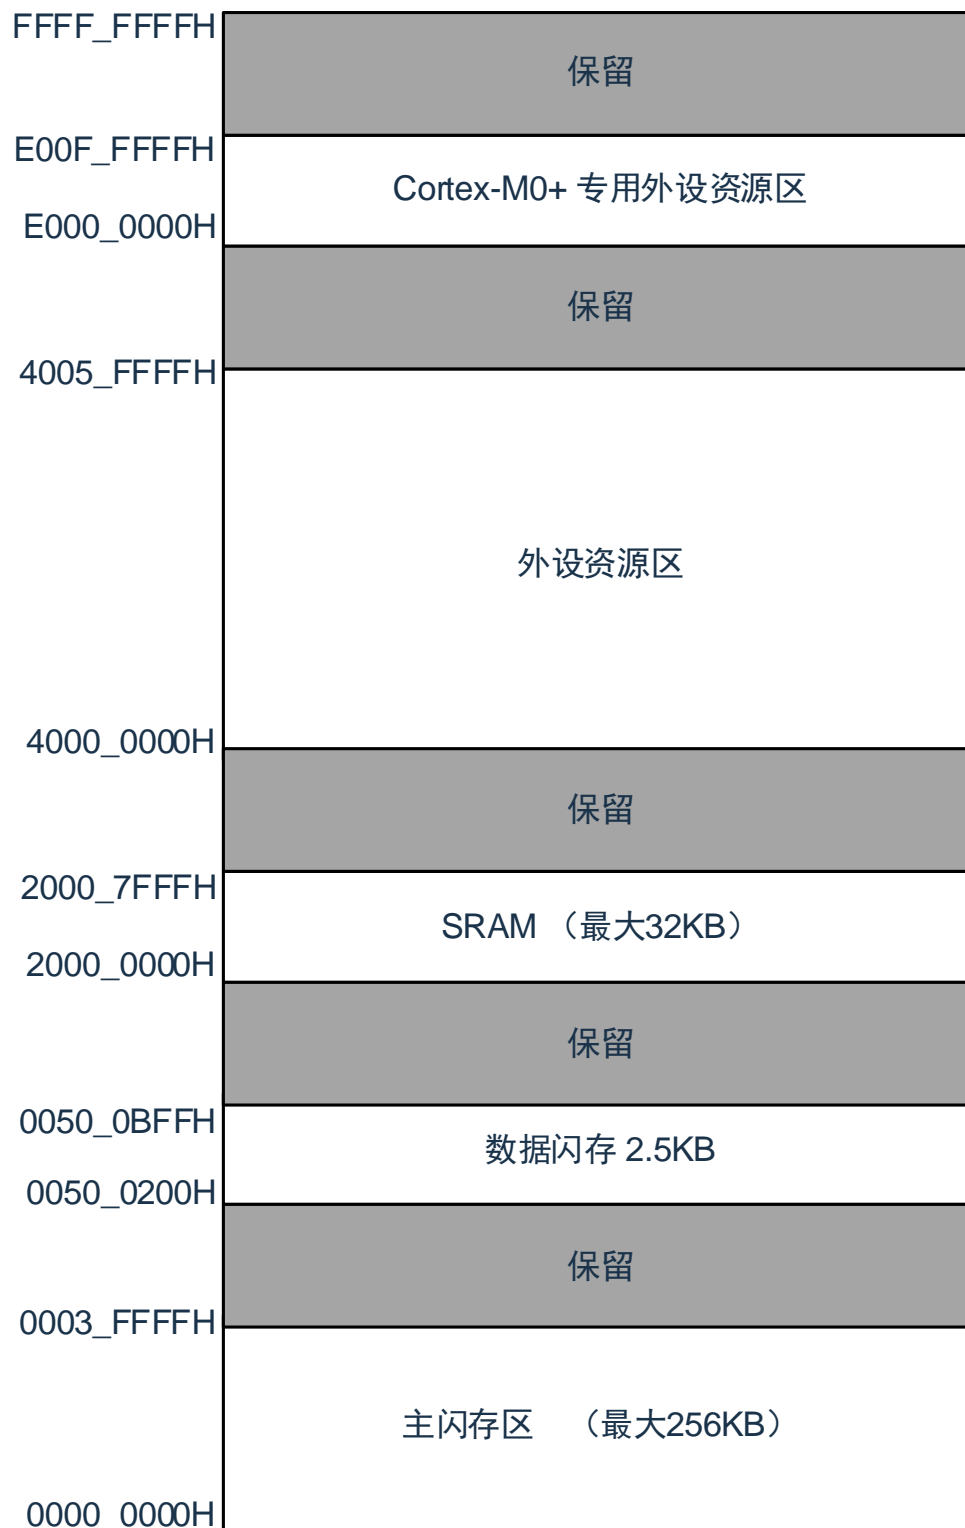 FFFF_FFFFH
保留
E00F_FFFFH
Cortex-M0+ 专用外设资源区
E000_0000H
保留
4005_FFFFH
外设资源区
4000_0000H
保留
2000_7FFFH
SRAM （最大32KB）
2000_0000H
保留
0050_0BFFH
数据闪存 2.5KB
0050_0200H
保留
0003_FFFFH
主闪存区 （最大256KB）
0000_0000H